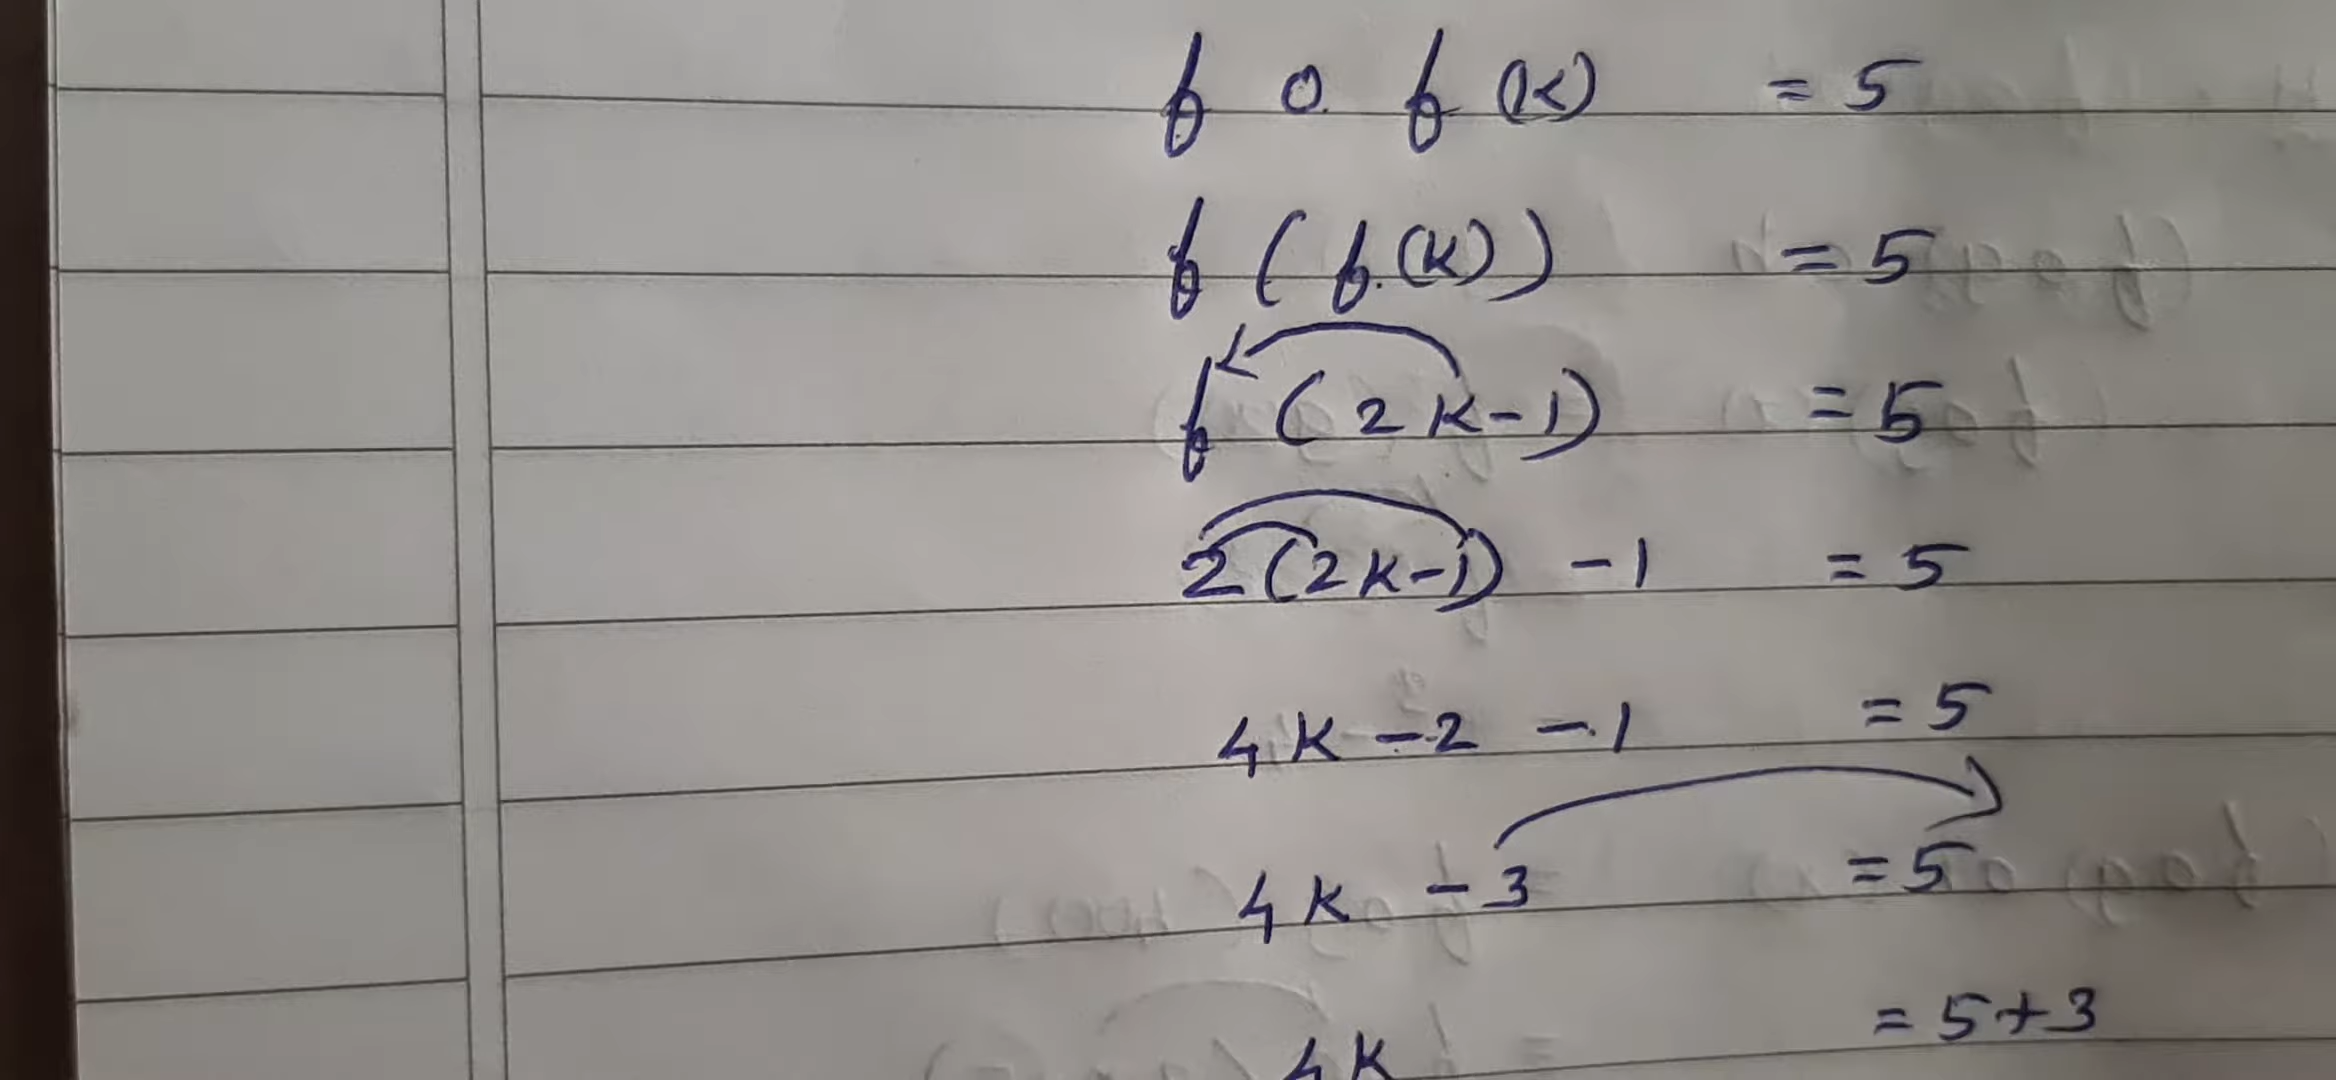 f o f (k) = 5
f ( f (k) ) = 5
f ( 2k - 1 ) = 5
2 ( 2k - 1 ) - 1 = 5
4k - 2 - 1 = 5
4k - 3 = 5
4k = 5 + 3